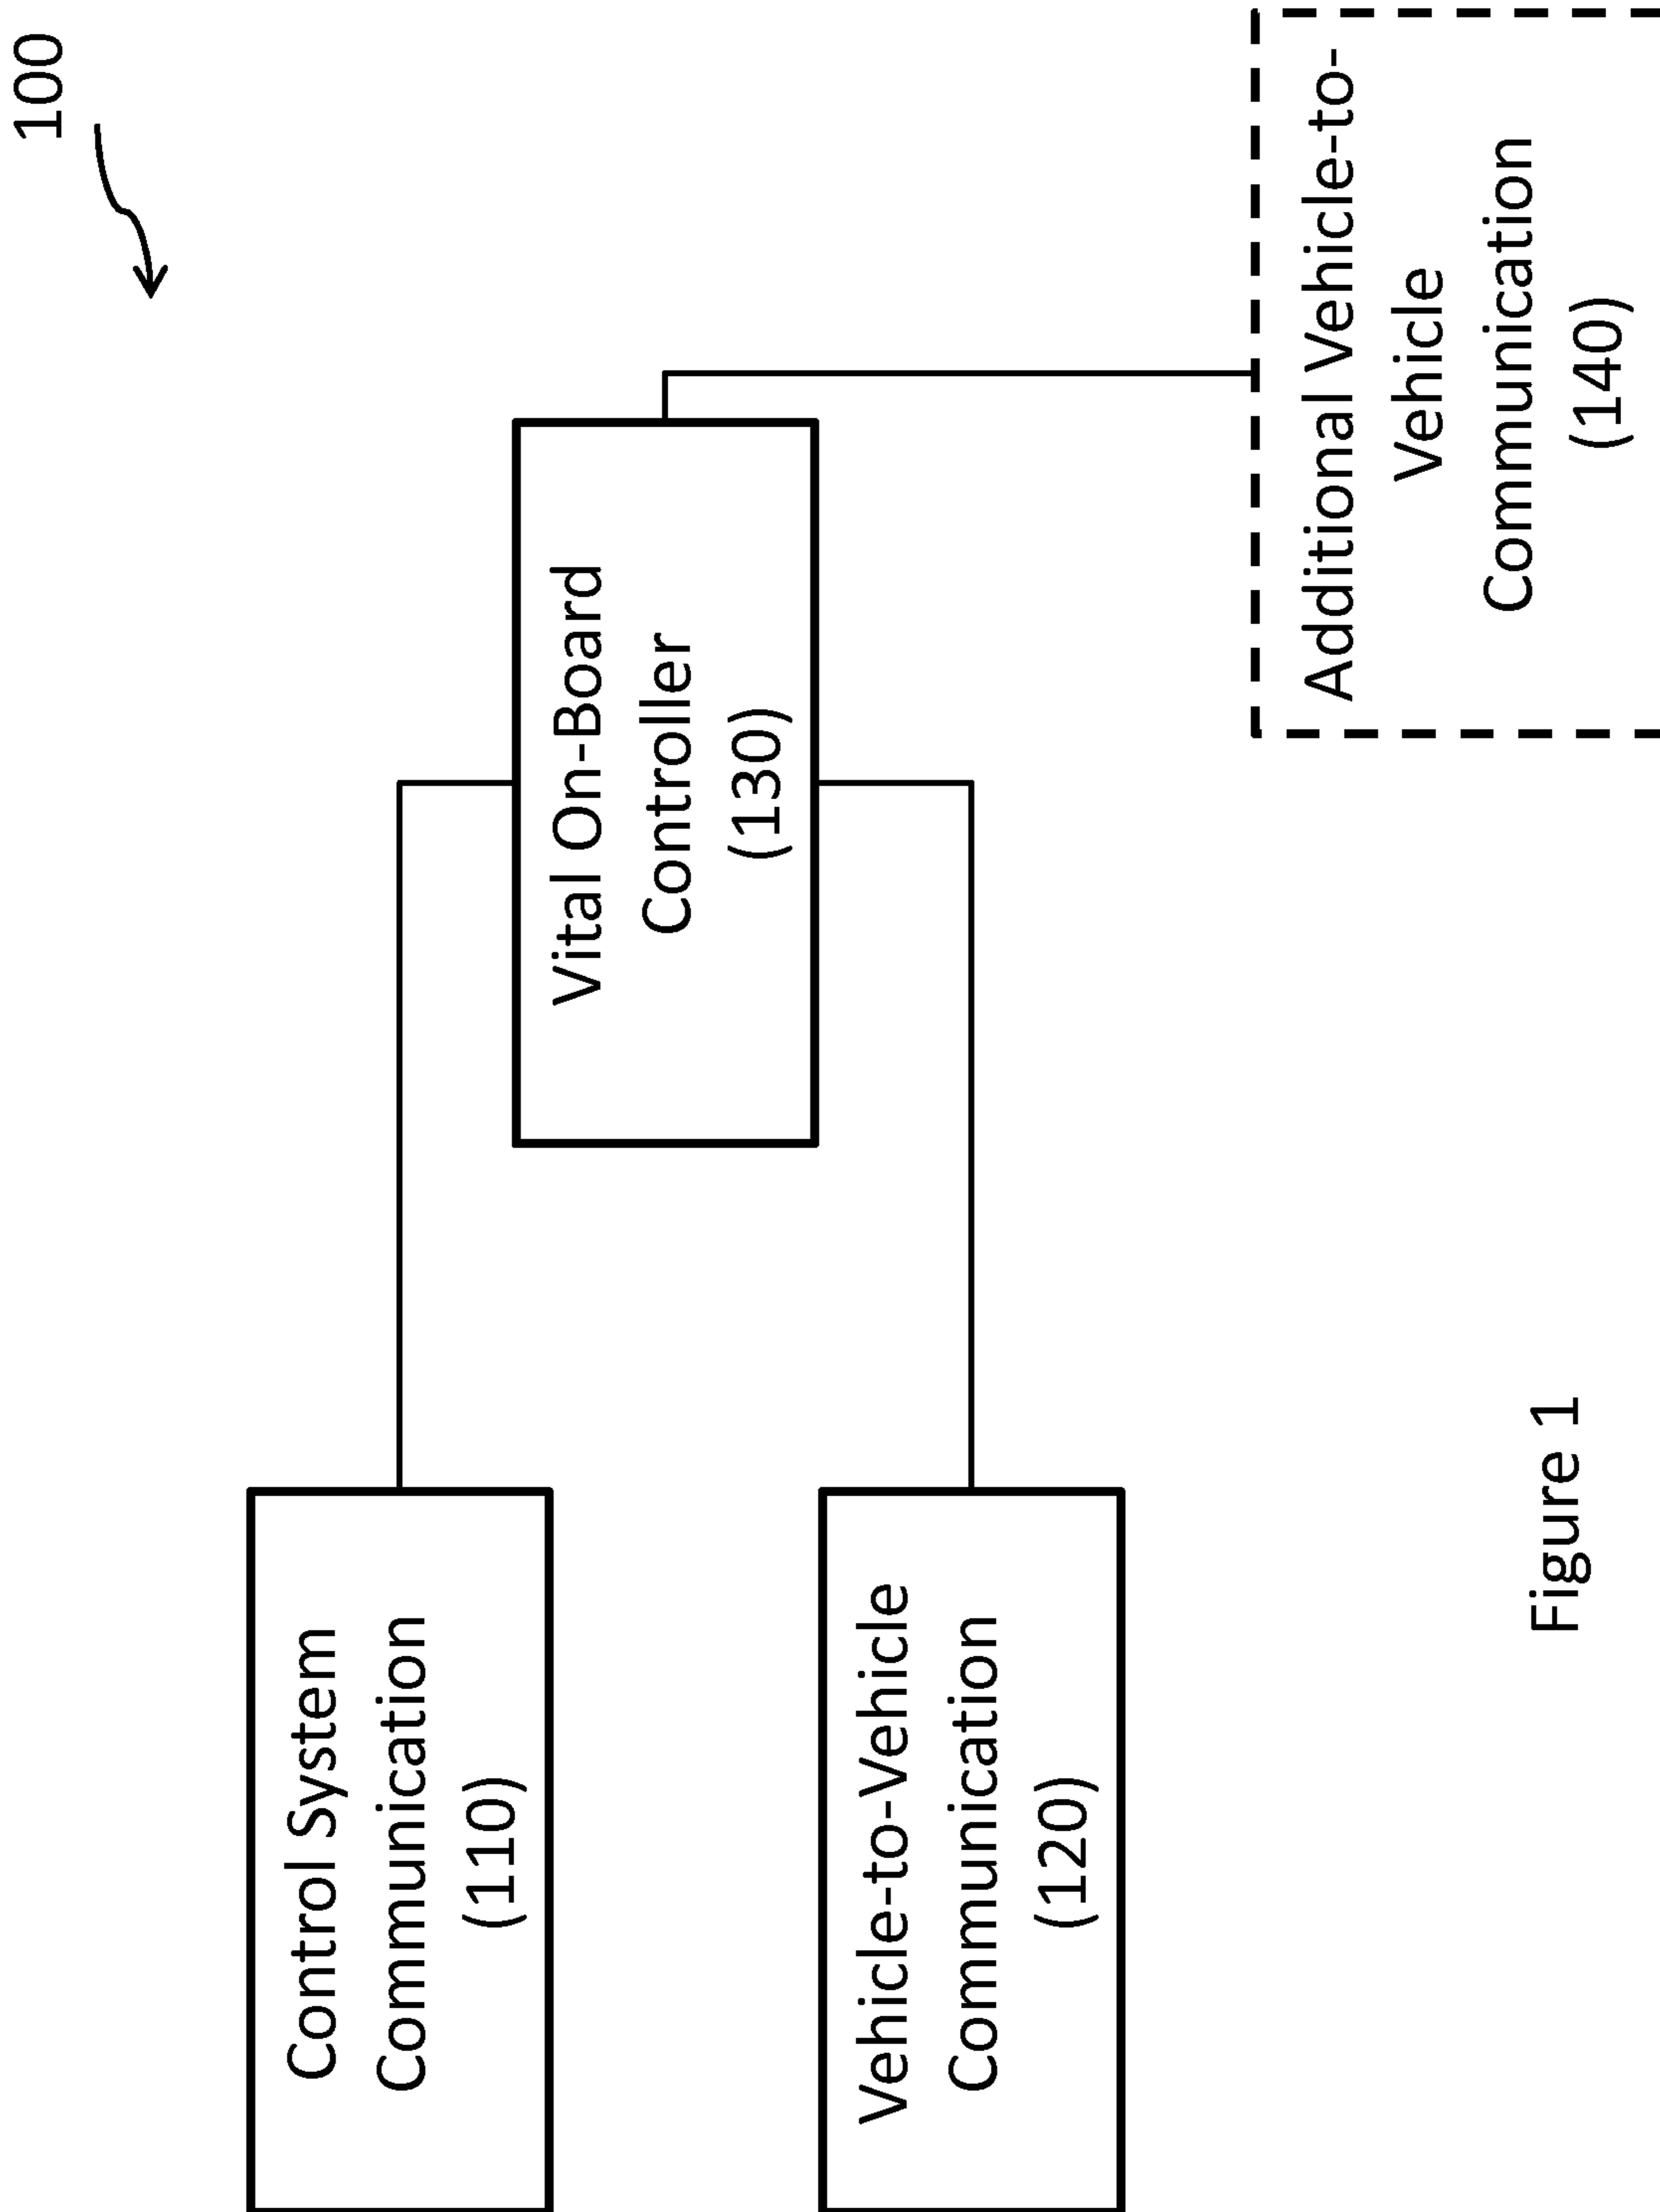 100
Control System
Communication
(110)
Vital On-Board
Controller
(130)
Vehicle-to-Vehicle
Communication
(120)
Additional Vehicle-to-
Vehicle
Communication
(140)
Figure 1